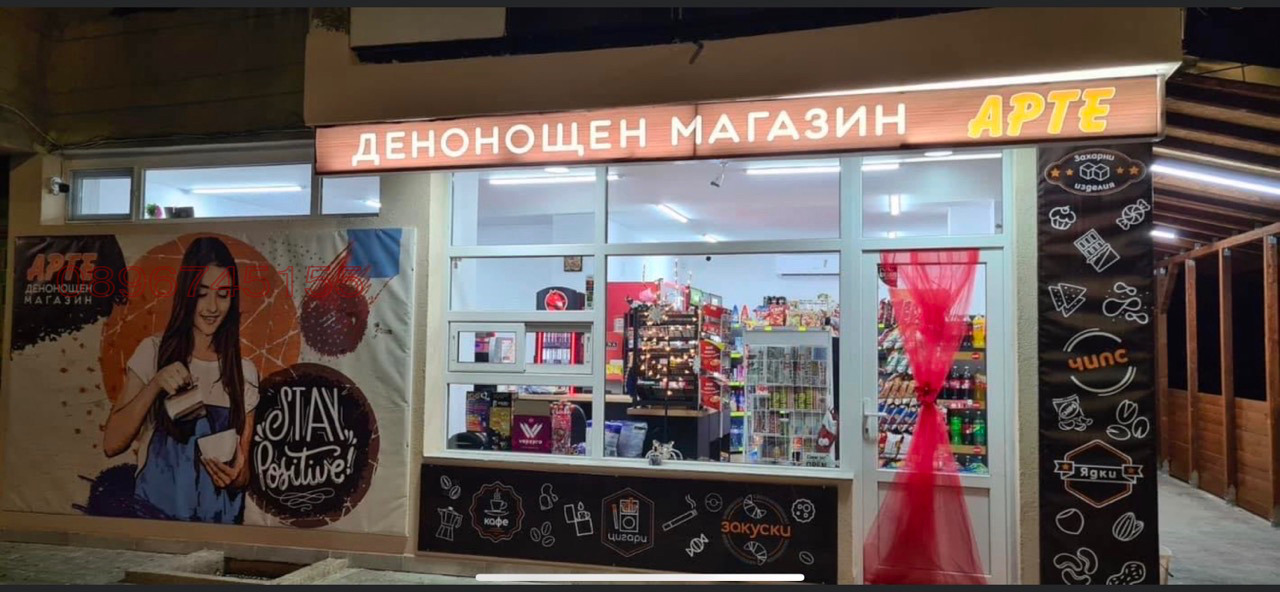 ДЕНОНОЩЕН МАГАЗИН АРТЕ
АРТЕ
ДЕНОНОЩЕН
МАГАЗИН
STAY
Positive!
Захарни
изделия
ЧИПС
Ядки
кафе
цигари
закуски